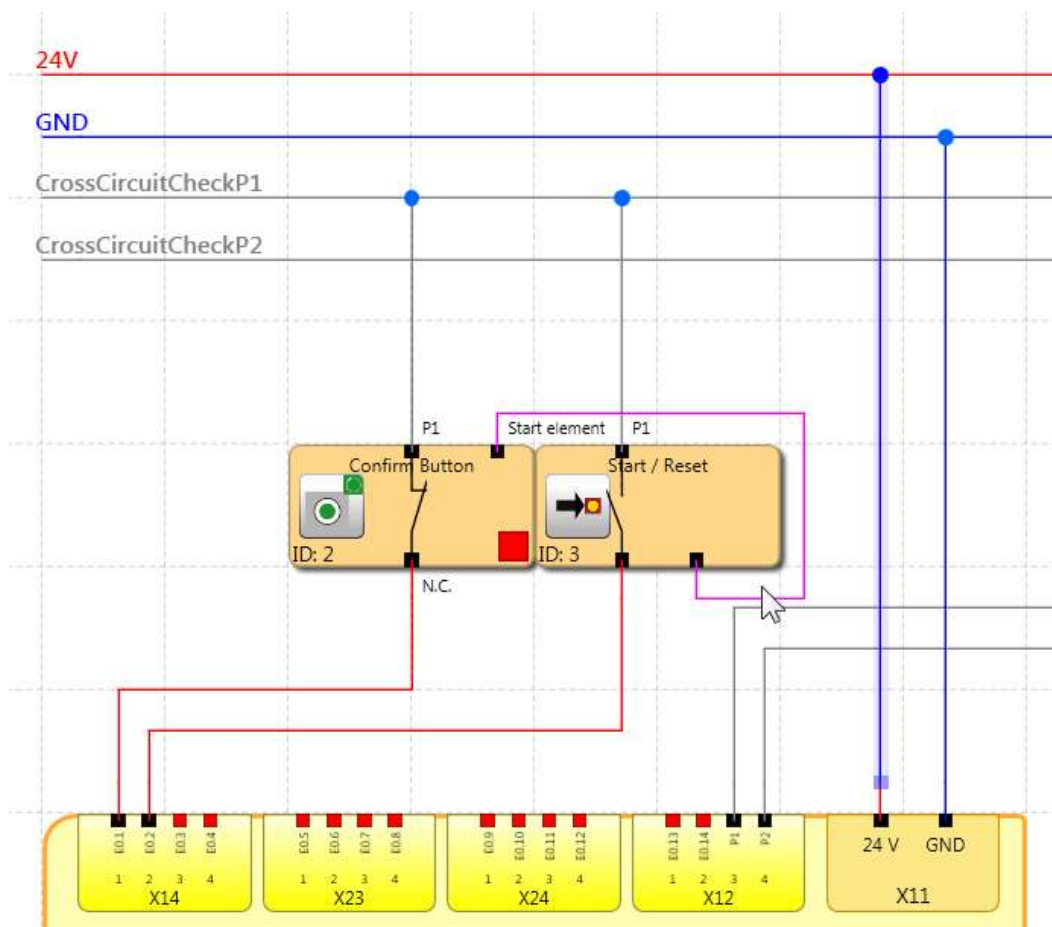 24V
GND
CrossCircuitCheckP1
CrossCircuitCheckP2
P1 Start element P1
Confirm Button Start / Reset
ID: 2 ID: 3
N.C.
E0.1 E0.2 E0.3 E0.4 E0.5 E0.6 E0.7 E0.8 E0.9 E0.10 E0.11 E0.12 E0.13 E0.14 P1 P2 24 V GND
1 2 3 4 1 2 3 4 1 2 3 4 1 2 3 4
X14 X23 X24 X12 X11